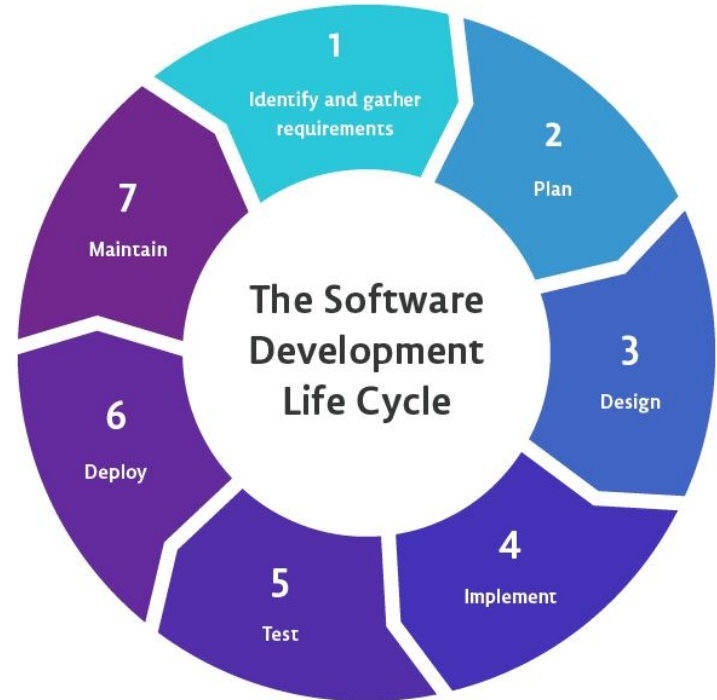 The Software
Development
Life Cycle
1
Identify and gather
requirements
2
Plan
3
Design
4
Implement
5
Test
6
Deploy
7
Maintain